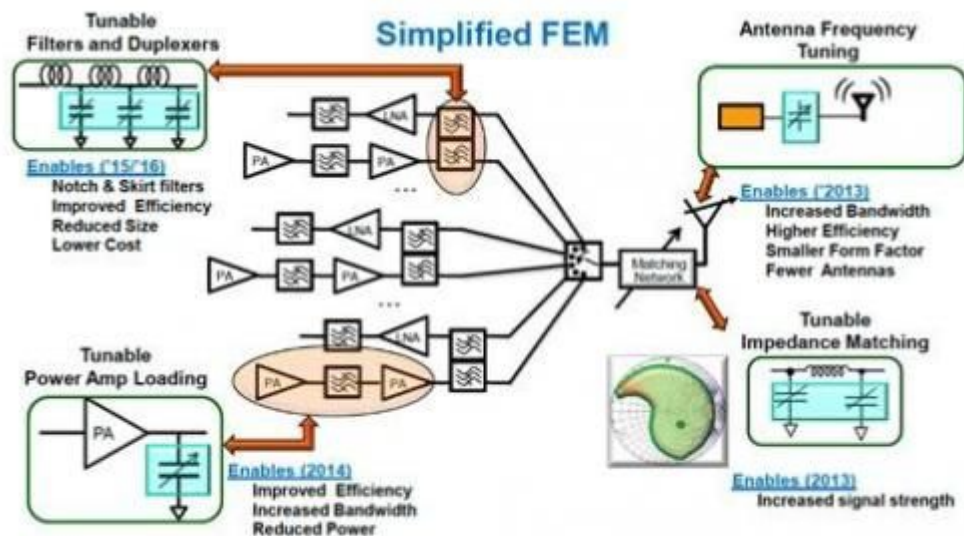 Simplified FEM
Tunable
Filters and Duplexers
Enables ('15/'16)
Notch & Skirt filters
Improved Efficiency
Reduced Size
Lower Cost
Antenna Frequency
Tuning
Enables ('2013)
Increased Bandwidth
Higher Efficiency
Smaller Form Factor
Fewer Antennas
LNA
PA
PA
...
LNA
PA
PA
...
LNA
PA
PA
Matching
Network
Tunable
Impedance Matching
Enables (2013)
Increased signal strength
Tunable
Power Amp Loading
PA
Enables (2014)
Improved Efficiency
Increased Bandwidth
Reduced Power